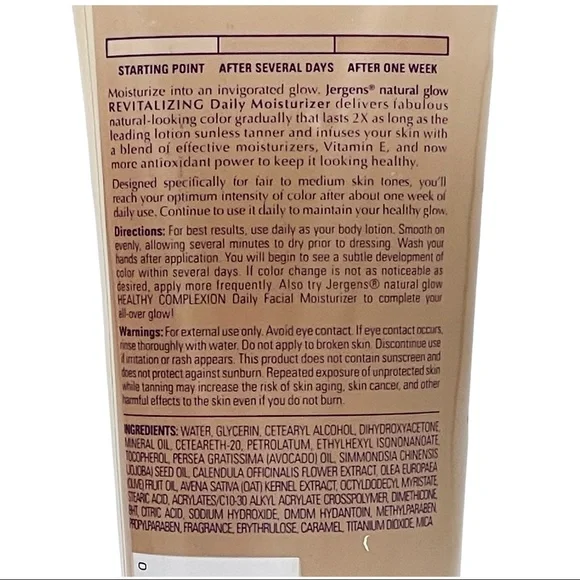 STARTING POINT AFTER SEVERAL DAYS AFTER ONE WEEK
Moisturize into an invigorated glow. Jergens® natural glow
REVITALIZING Daily Moisturizer delivers fabulous
natural-looking color gradually that lasts 2X as long as the
leading lotion sunless tanner and infuses your skin with
a blend of effective moisturizers, Vitamin E, and now
more antioxidant power to keep it looking healthy.
Designed specifically for fair to medium skin tones, you'll
reach your optimum intensity of color after about one week of
daily use. Continue to use it daily to maintain your healthy glow.
Directions: For best results, use daily as your body lotion. Smooth on
evenly, allowing several minutes to dry prior to dressing. Wash your
hands after application. You will begin to see a subtle development of
color within several days. If color change is not as noticeable as
desired, apply more frequently. Also try Jergens® natural glow
HEALTHY COMPLEXION Daily Facial Moisturizer to complete your
all-over glow!
Warnings: For external use only. Avoid eye contact. If eye contact occurs,
rinse thoroughly with water. Do not apply to broken skin. Discontinue use
if irritation or rash appears. This product does not contain sunscreen and
does not protect against sunburn. Repeated exposure of unprotected skin
while tanning may increase the risk of skin aging, skin cancer, and other
harmful effects to the skin even if you do not burn.
INGREDIENTS: WATER, GLYCERIN, CETEARYL ALCOHOL, DIHYDROXYACETONE,
MINERAL OIL, CETEARETH-20, PETROLATUM, ETHYLHEXYL ISONONANOATE,
TOCOPHEROL, PERSEA GRATISSIMA (AVOCADO) OIL, SIMMONDSIA CHINENSIS
(JOJOBA) SEED OIL, CALENDULA OFFICINALIS FLOWER EXTRACT, OLEA EUROPAEA
(OLIVE) FRUIT OIL, AVENA SATIVA (OAT) KERNEL EXTRACT, OCTYLDODECYL MYRISTATE,
STEARIC ACID, ACRYLATES/C10-30 ALKYL ACRYLATE CROSSPOLYMER, DIMETHICONE,
BHT, CITRIC ACID, SODIUM HYDROXIDE, DMDM HYDANTOIN, METHYLPARABEN,
PROPYLPARABEN, FRAGRANCE, ERYTHRULOSE, CARAMEL, TITANIUM DIOXIDE, MICA
0